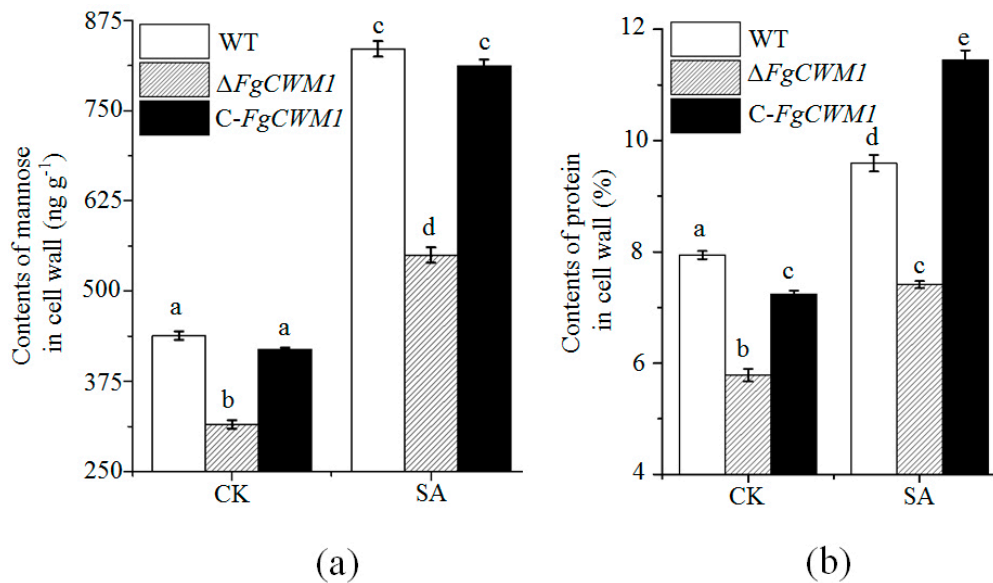 Contents of mannose
in cell wall (ng g⁻¹)
875
750
625
500
375
250
WT
ΔFgCWM1
C-FgCWM1
a
b
a
c
d
c
CK
SA
(a)
Contents of protein
in cell wall (%)
12
10
8
6
4
WT
ΔFgCWM1
C-FgCWM1
a
b
c
d
c
e
CK
SA
(b)